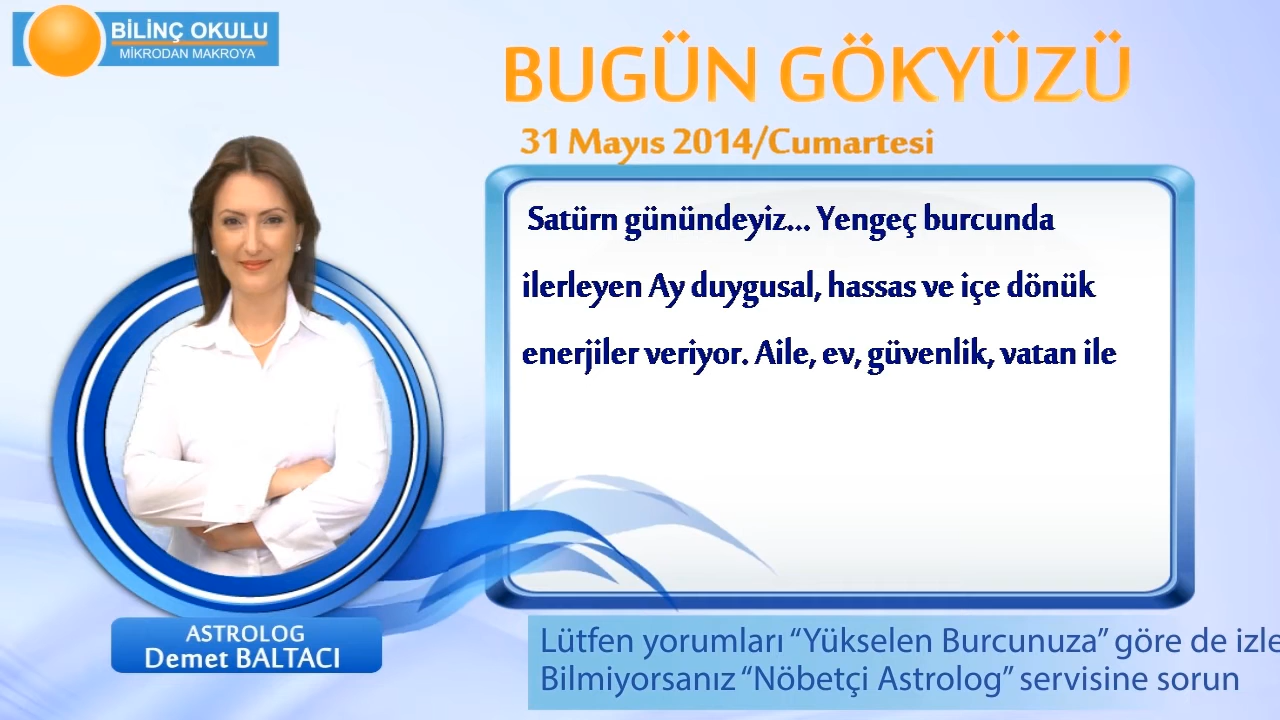 BİLİNÇ OKULU
MİKRODAN MAKROYA
BUGÜN GÖKYÜZÜ
31 Mayıs 2014/Cumartesi
Satürn günündeyiz... Yengeç burcunda
ilerleyen Ay duygusal, hassas ve içe dönük
enerjiler veriyor. Aile, ev, güvenlik, vatan ile
ASTROLOG
Demet BALTACI
Lütfen yorumları “Yükselen Burcunuza” göre de izle
Bilmiyorsanız “Nöbetçi Astrolog” servisine sorun